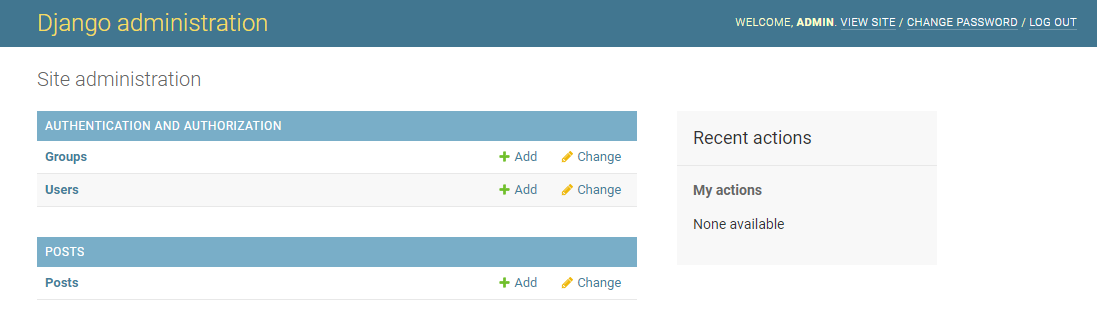 Django administration
WELCOME, ADMIN. VIEW SITE / CHANGE PASSWORD / LOG OUT
Site administration
AUTHENTICATION AND AUTHORIZATION
Groups Add Change
Users Add Change
POSTS
Posts Add Change
Recent actions
My actions
None available